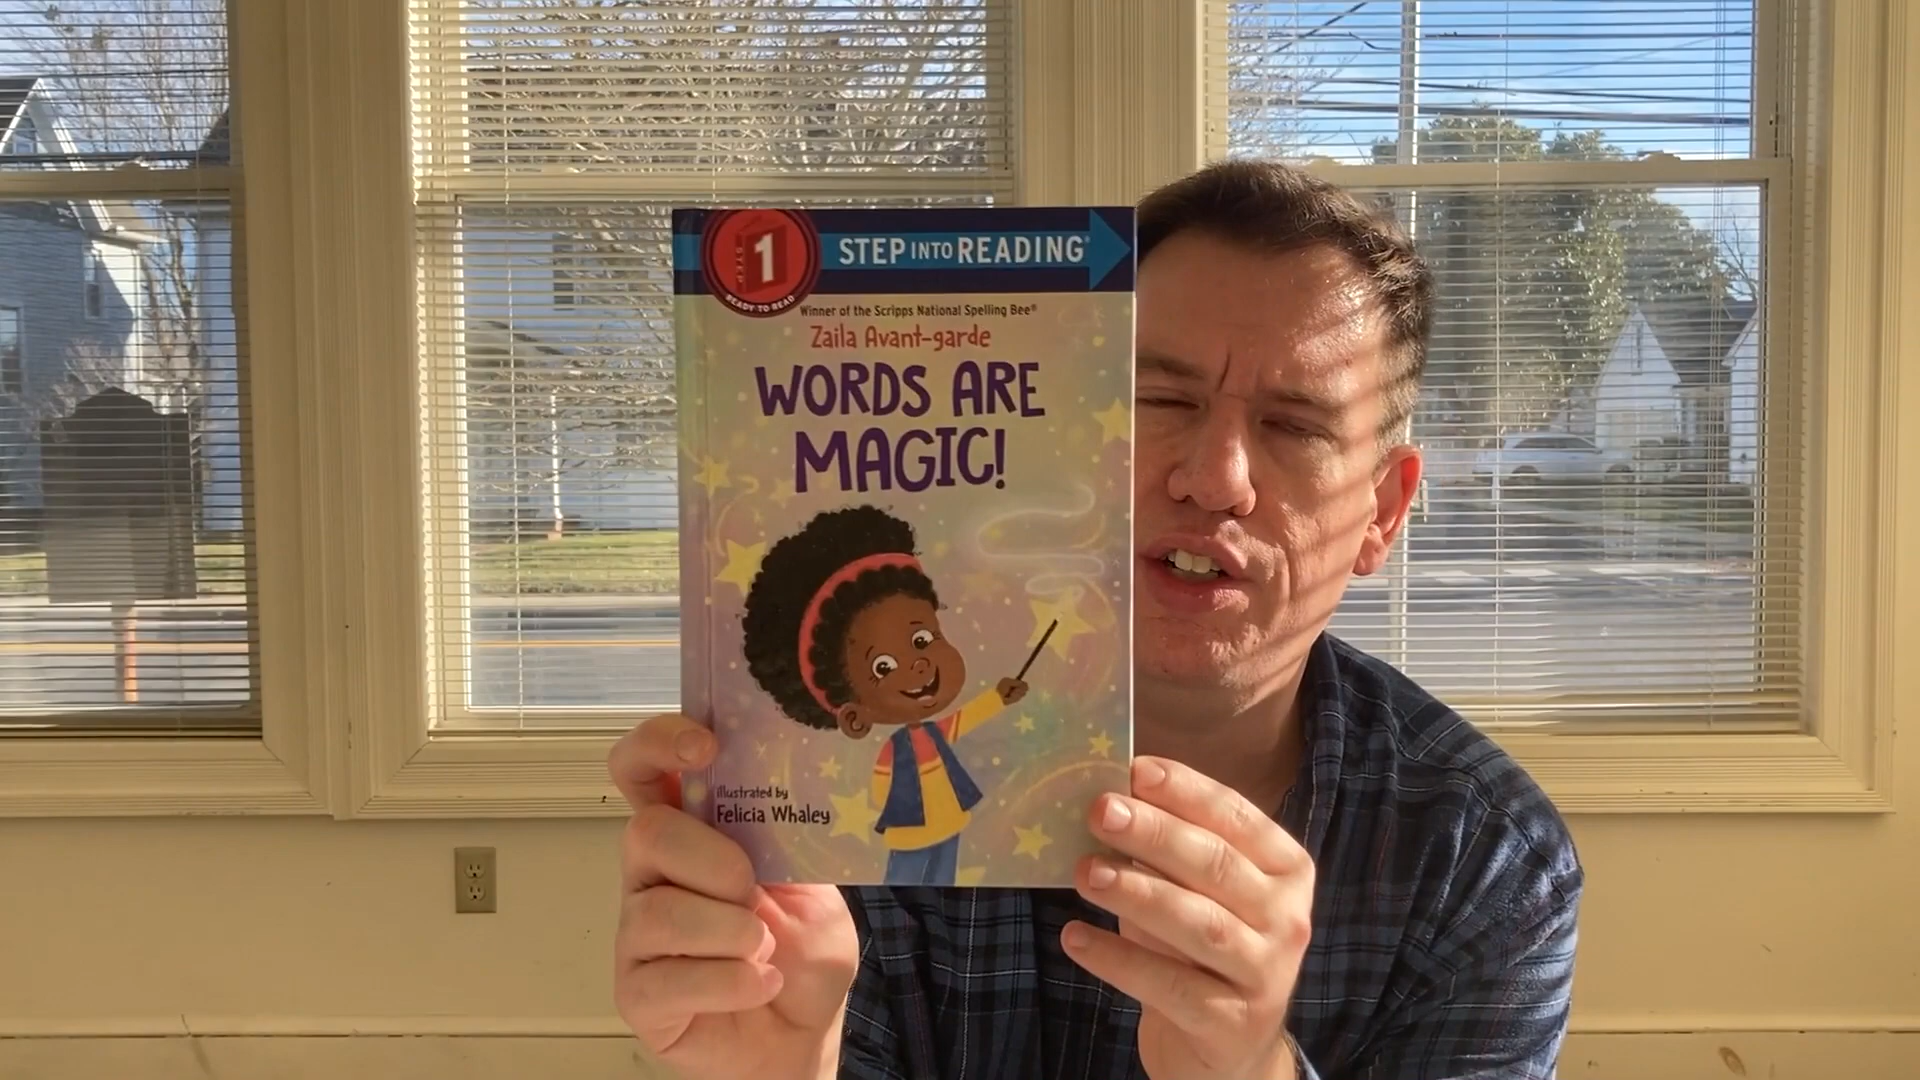 STEP 1
READY TO READ
STEP INTO READING®
Winner of the Scripps National Spelling Bee®
Zaila Avant-garde
WORDS ARE
MAGIC!
illustrated by
Felicia Whaley